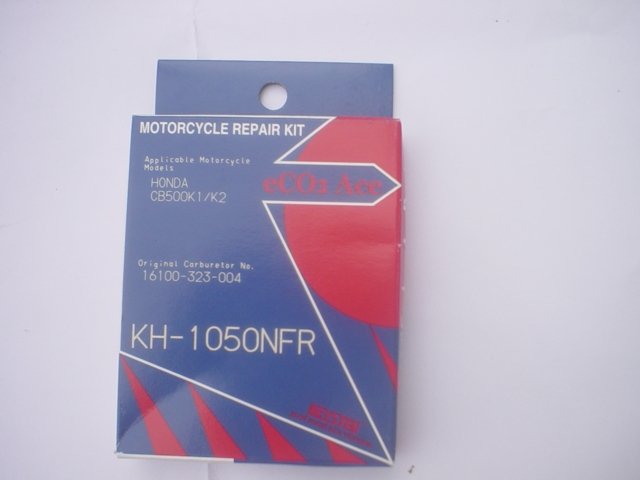 MOTORCYCLE REPAIR KIT
Applicable Motorcycle
Models
HONDA
CB500K1/K2
eCO2 Ace
Original Carburetor No.
16100-323-004
KH-1050NFR
KEYSTER